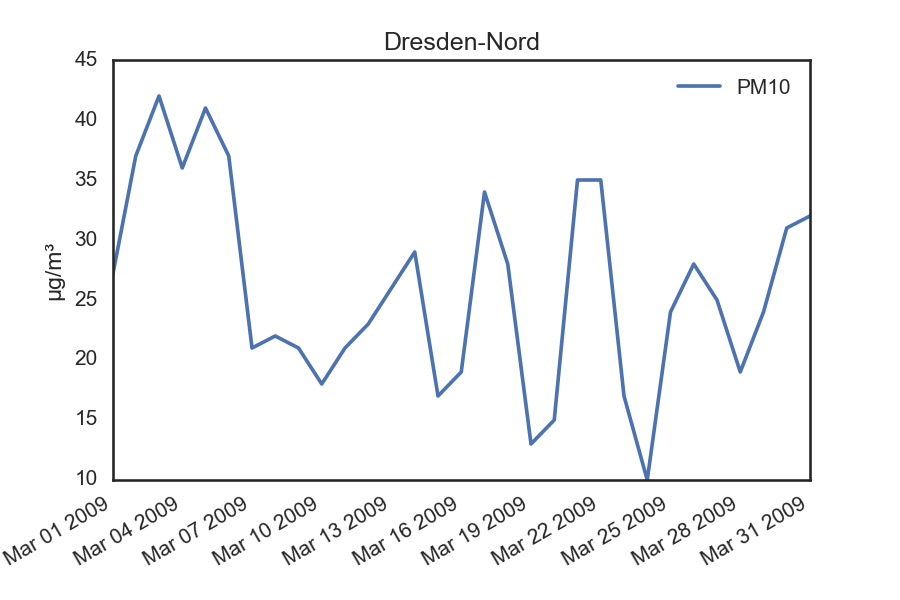 Dresden-Nord
45
40
35
30
25
20
15
10
µg/m³
PM10
Mar 01 2009
Mar 04 2009
Mar 07 2009
Mar 10 2009
Mar 13 2009
Mar 16 2009
Mar 19 2009
Mar 22 2009
Mar 25 2009
Mar 28 2009
Mar 31 2009